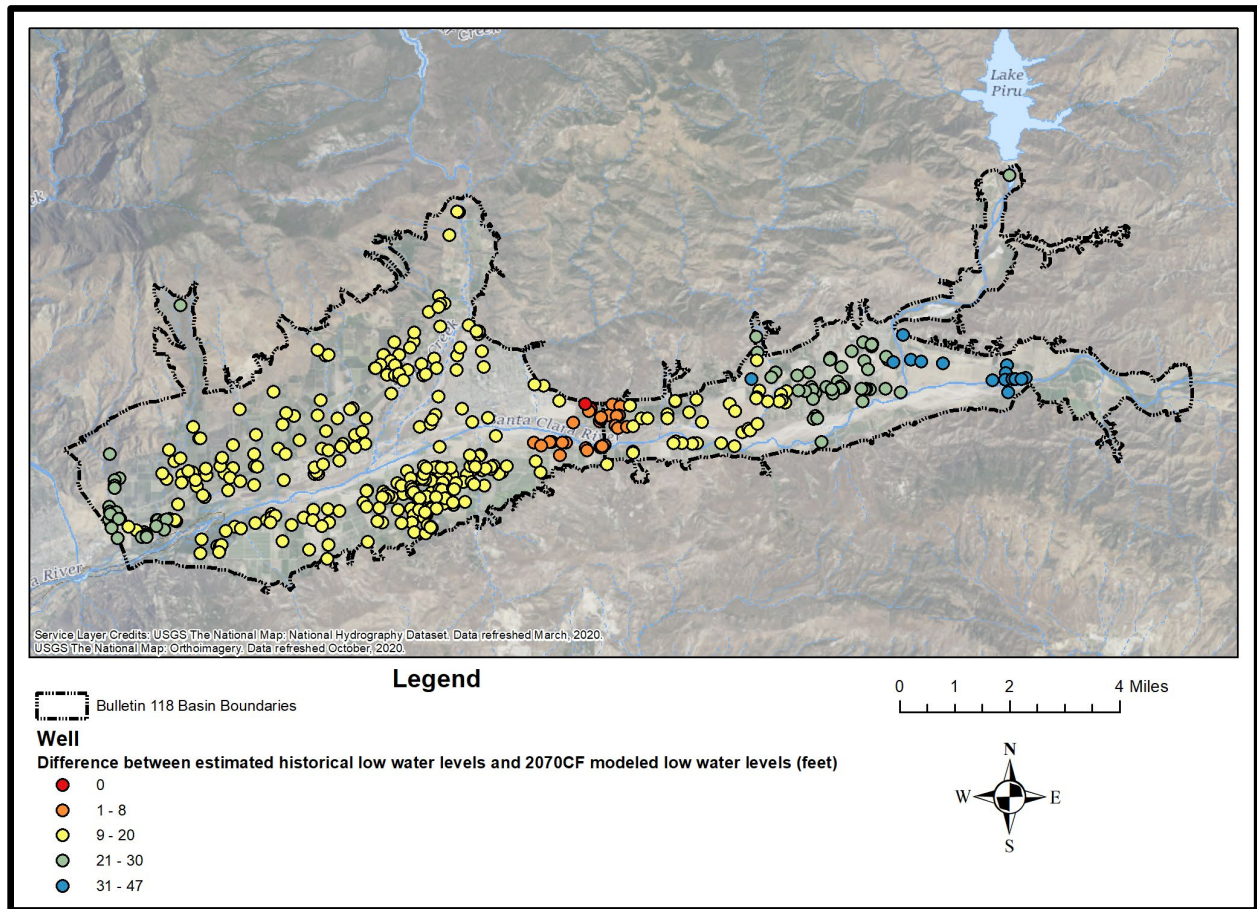 Creek
Lake
Piru
ek
Creek
Santa Clara River
a River
Service Layer Credits: USGS The National Map: National Hydrography Dataset. Data refreshed March, 2020.
USGS The National Map: Orthoimagery. Data refreshed October, 2020.
Legend
Bulletin 118 Basin Boundaries
0 1 2 4 Miles
Well
Difference between estimated historical low water levels and 2070CF modeled low water levels (feet)
0
1 - 8
9 - 20
21 - 30
31 - 47
N
W E
S